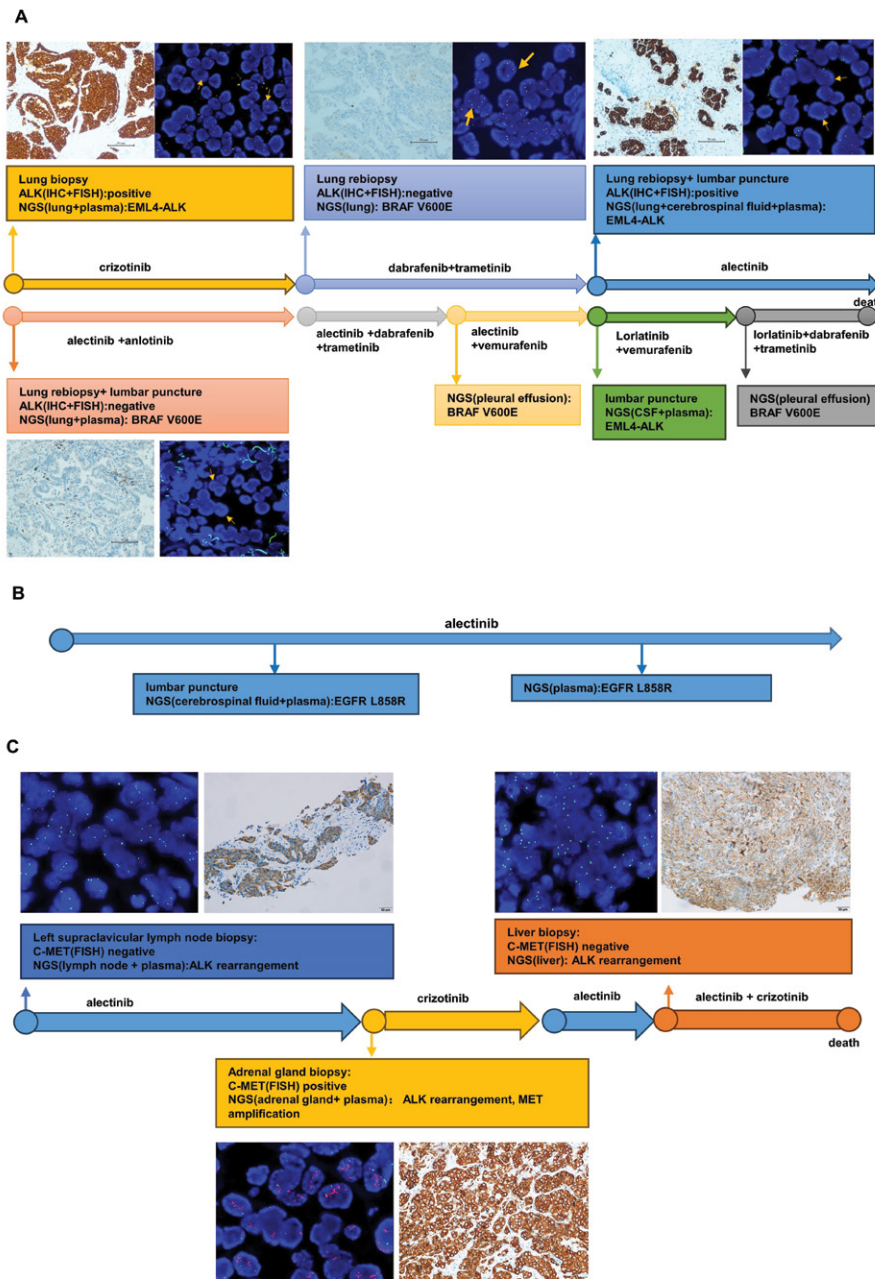 A
Lung biopsy
ALK(IHC+FISH):positive
NGS(lung+plasma):EML4-ALK
Lung rebiopsy
ALK(IHC+FISH):negative
NGS(lung): BRAF V600E
Lung rebiopsy+ lumbar puncture
ALK(IHC+FISH):positive
NGS(lung+cerebrospinal fluid+plasma):
EML4-ALK
crizotinib
dabrafenib+trametinib
alectinib
death
alectinib +anlotinib
alectinib +dabrafenib
+trametinib
alectinib
+vemurafenib
Lorlatinib
+vemurafenib
lorlatinib+dabrafenib
+trametinib
Lung rebiopsy+ lumbar puncture
ALK(IHC+FISH):negative
NGS(lung+plasma): BRAF V600E
NGS(pleural effusion):
BRAF V600E
lumbar puncture
NGS(CSF+plasma):
EML4-ALK
NGS(pleural effusion)
BRAF V600E
B
alectinib
lumbar puncture
NGS(cerebrospinal fluid+plasma):EGFR L858R
NGS(plasma):EGFR L858R
C
Left supraclavicular lymph node biopsy:
C-MET(FISH) negative
NGS(lymph node + plasma):ALK rearrangement
Liver biopsy:
C-MET(FISH) negative
NGS(liver): ALK rearrangement
alectinib
crizotinib
alectinib
alectinib + crizotinib
death
Adrenal gland biopsy:
C-MET(FISH) positive
NGS(adrenal gland+ plasma)： ALK rearrangement, MET
amplification